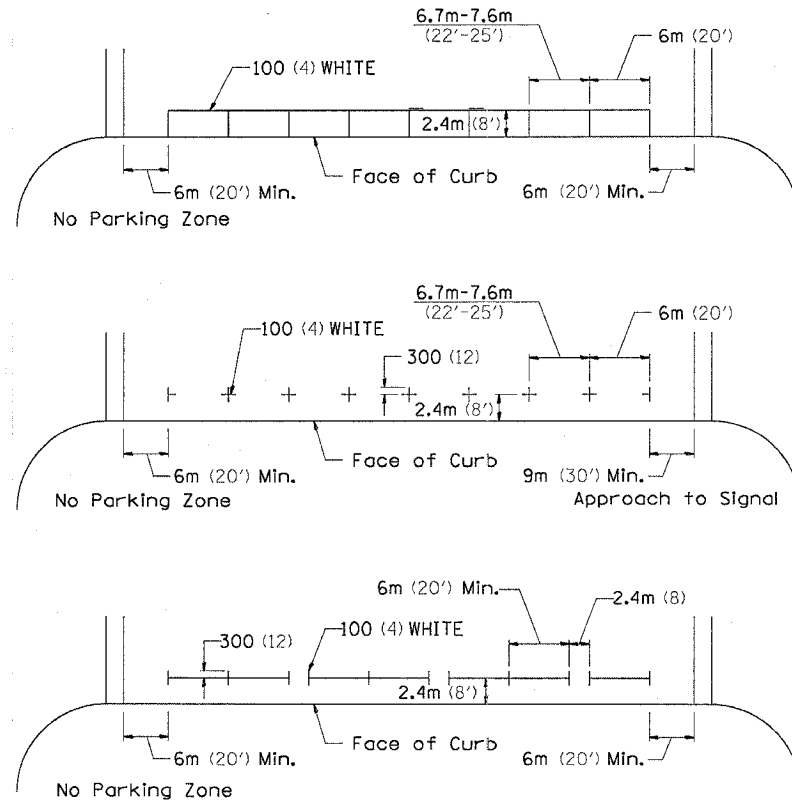 6.7m-7.6m
(22'-25')
6m (20')
100 (4) WHITE
2.4m (8')
Face of Curb
6m (20') Min.
6m (20') Min.
No Parking Zone
6.7m-7.6m
(22'-25')
6m (20')
100 (4) WHITE
300 (12)
2.4m (8')
Face of Curb
6m (20') Min.
9m (30') Min.
No Parking Zone
Approach to Signal
6m (20') Min.
2.4m (8)
300 (12)
100 (4) WHITE
2.4m (8')
Face of Curb
6m (20') Min.
6m (20') Min.
No Parking Zone